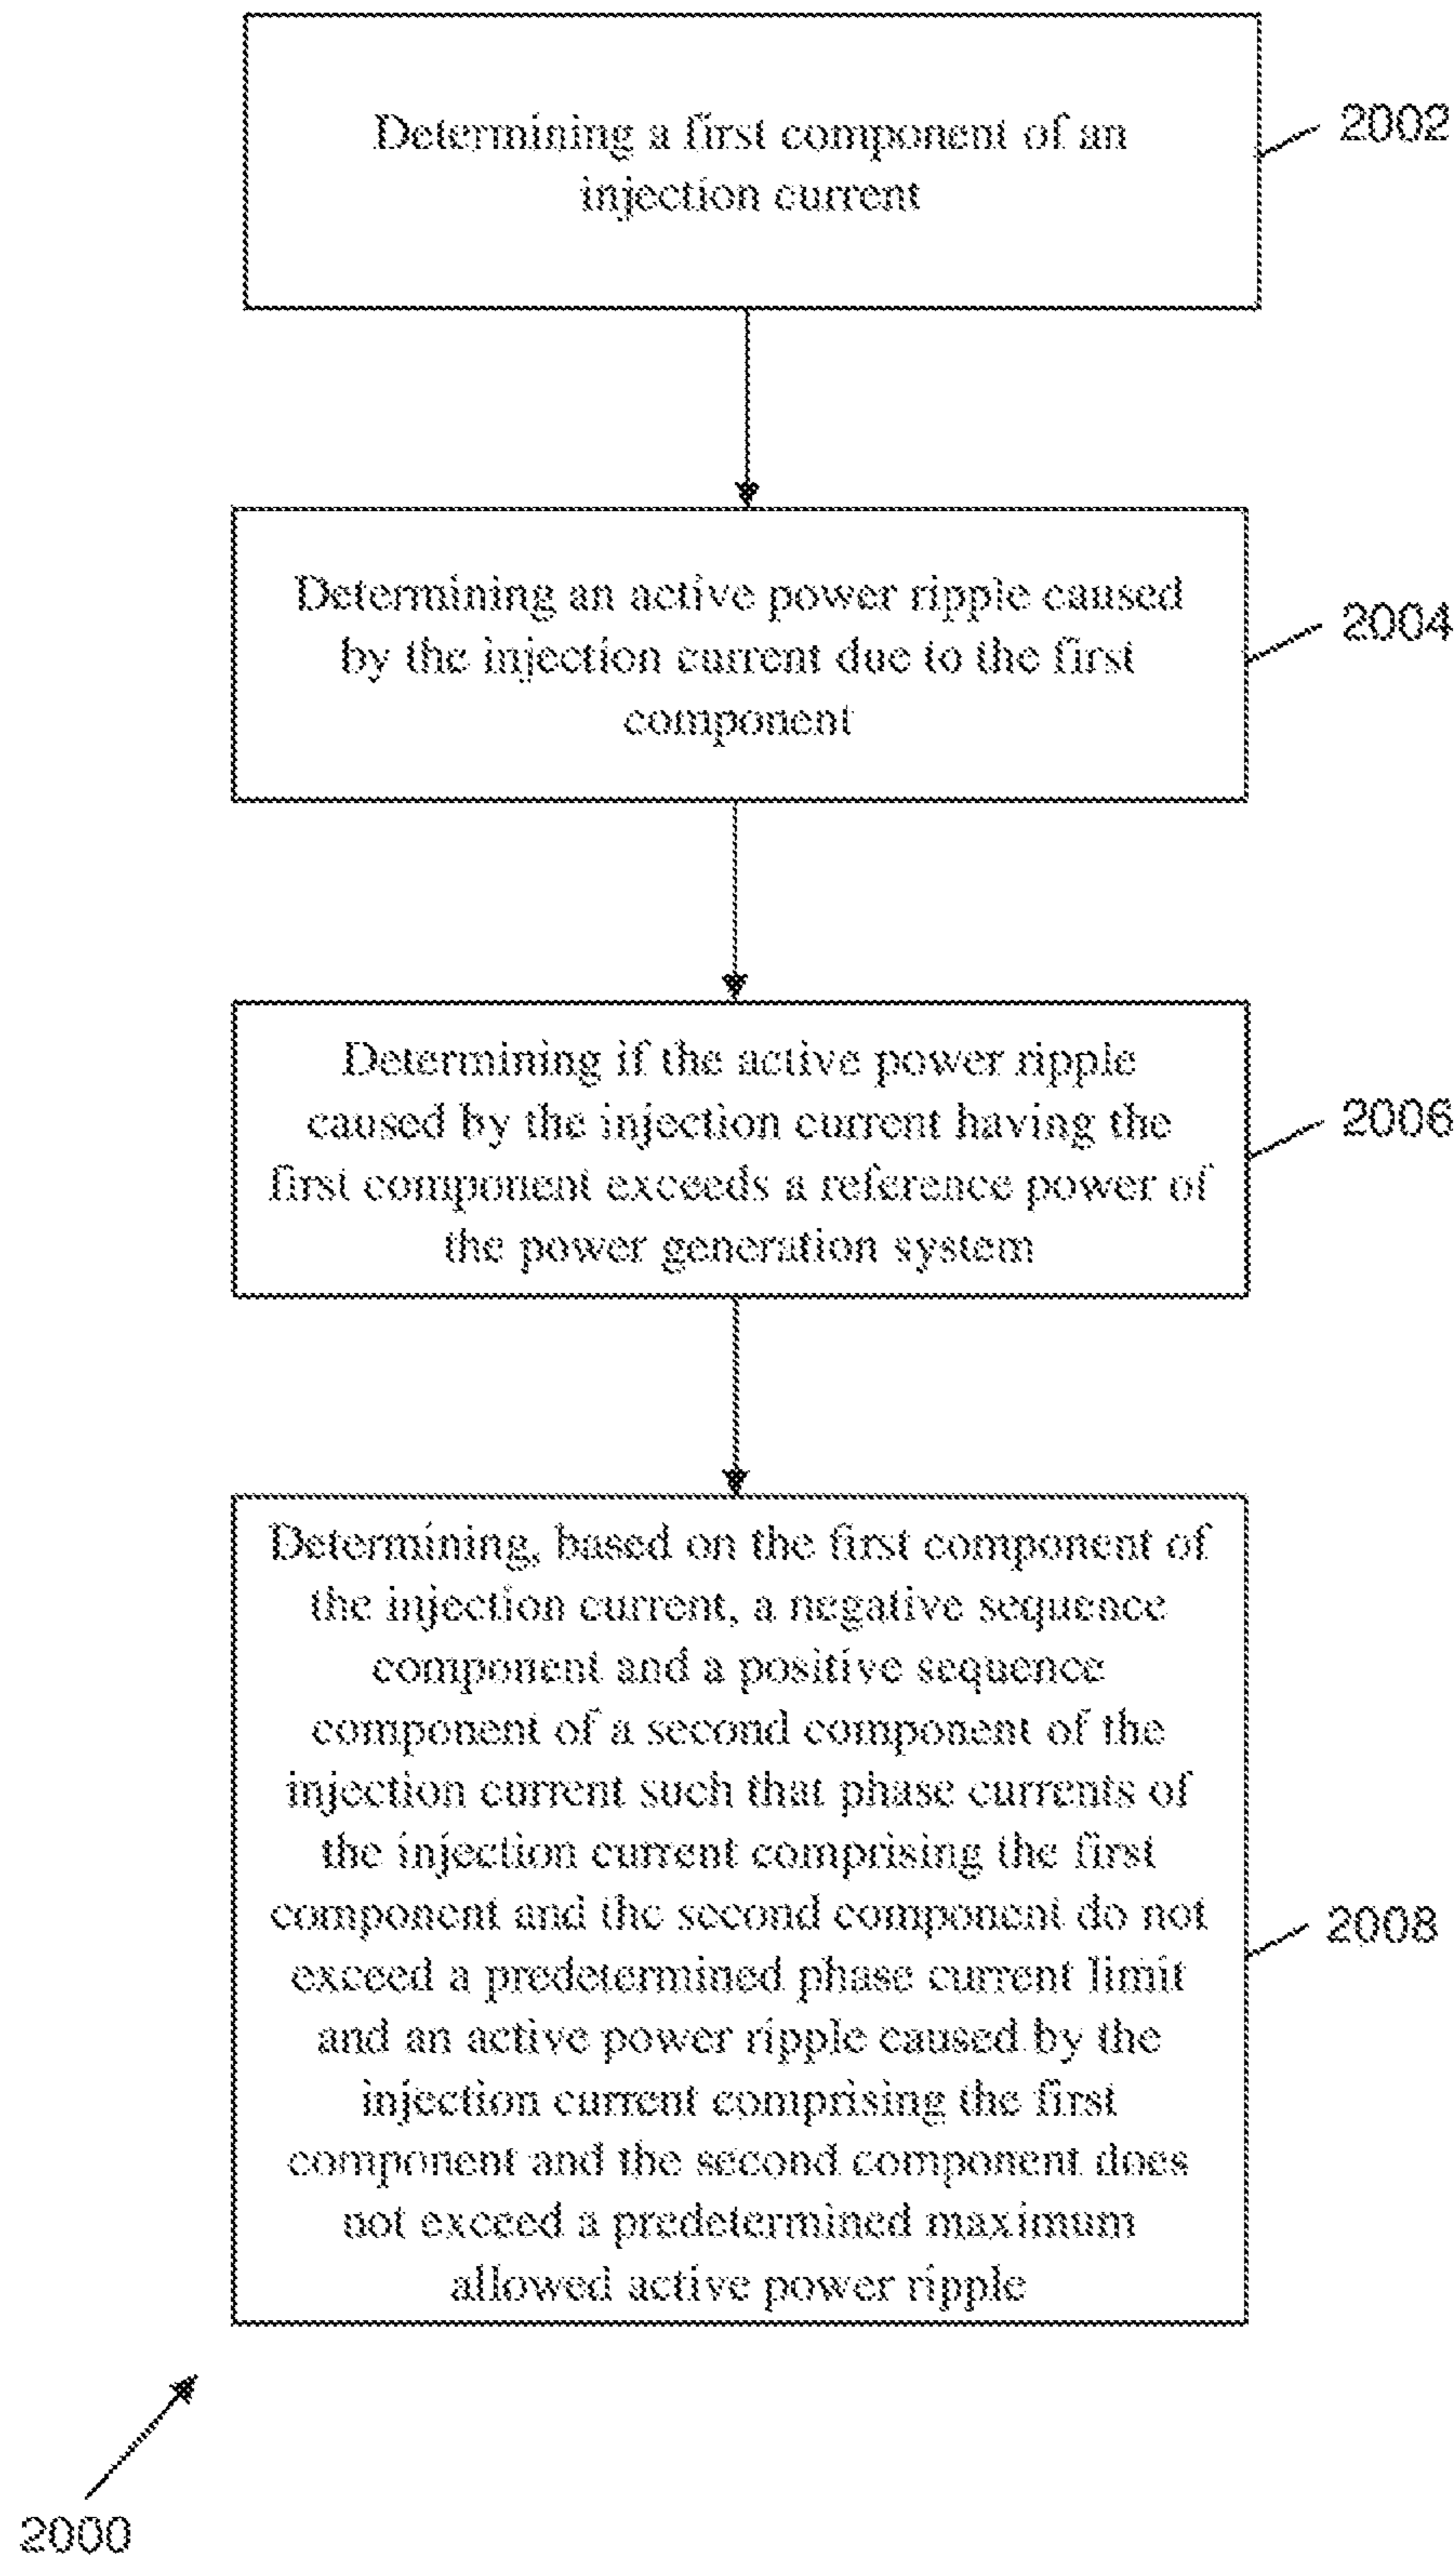 Determining a first component of an
injection current
2002
Determining an active power ripple caused
by the injection current due to the first
component
2004
Determining if the active power ripple
caused by the injection current having the
first component exceeds a reference power of
the power generation system
2006
Determining, based on the first component of
the injection current, a negative sequence
component and a positive sequence
component of a second component of the
injection current such that phase currents of
the injection current comprising the first
component and the second component do not
exceed a predetermined phase current limit
and an active power ripple caused by the
injection current comprising the first
component and the second component does
not exceed a predetermined maximum
allowed active power ripple
2008
2000